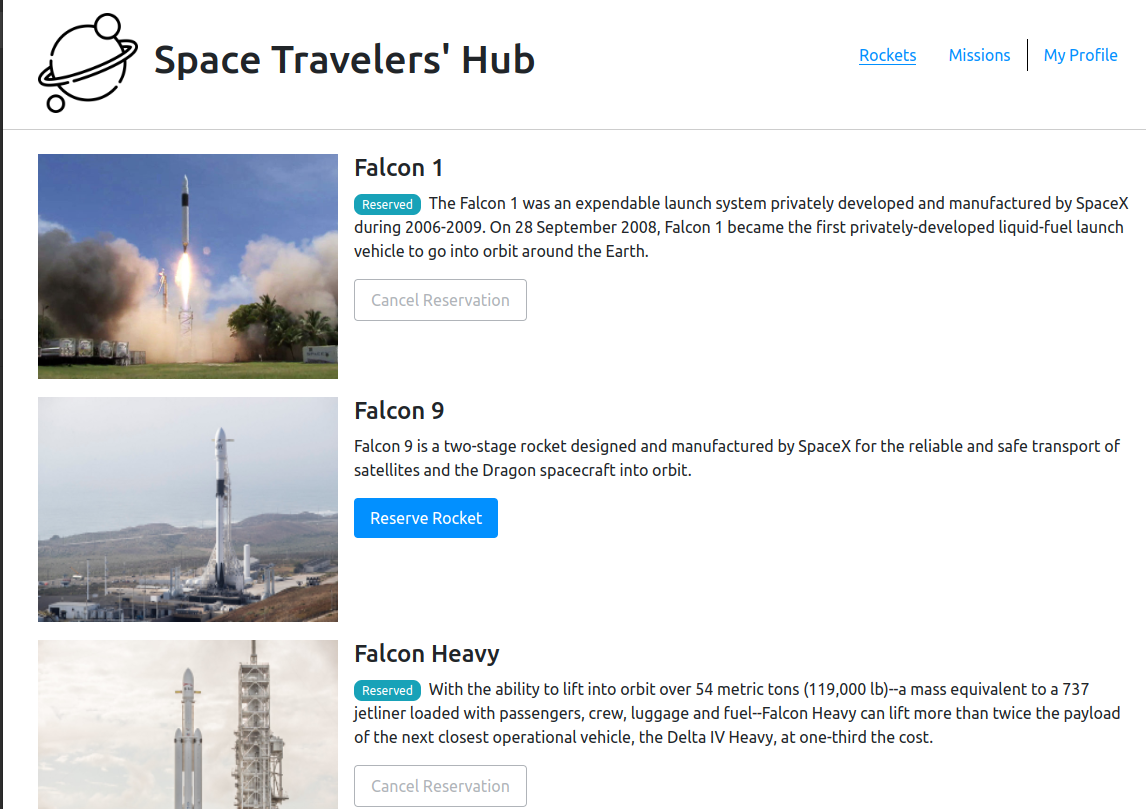 Space Travelers' Hub
Rockets Missions My Profile
Falcon 1
Reserved The Falcon 1 was an expendable launch system privately developed and manufactured by SpaceX
during 2006-2009. On 28 September 2008, Falcon 1 became the first privately-developed liquid-fuel launch
vehicle to go into orbit around the Earth.
Cancel Reservation
Falcon 9
Falcon 9 is a two-stage rocket designed and manufactured by SpaceX for the reliable and safe transport of
satellites and the Dragon spacecraft into orbit.
Reserve Rocket
Falcon Heavy
Reserved With the ability to lift into orbit over 54 metric tons (119,000 lb)--a mass equivalent to a 737
jetliner loaded with passengers, crew, luggage and fuel--Falcon Heavy can lift more than twice the payload
of the next closest operational vehicle, the Delta IV Heavy, at one-third the cost.
Cancel Reservation